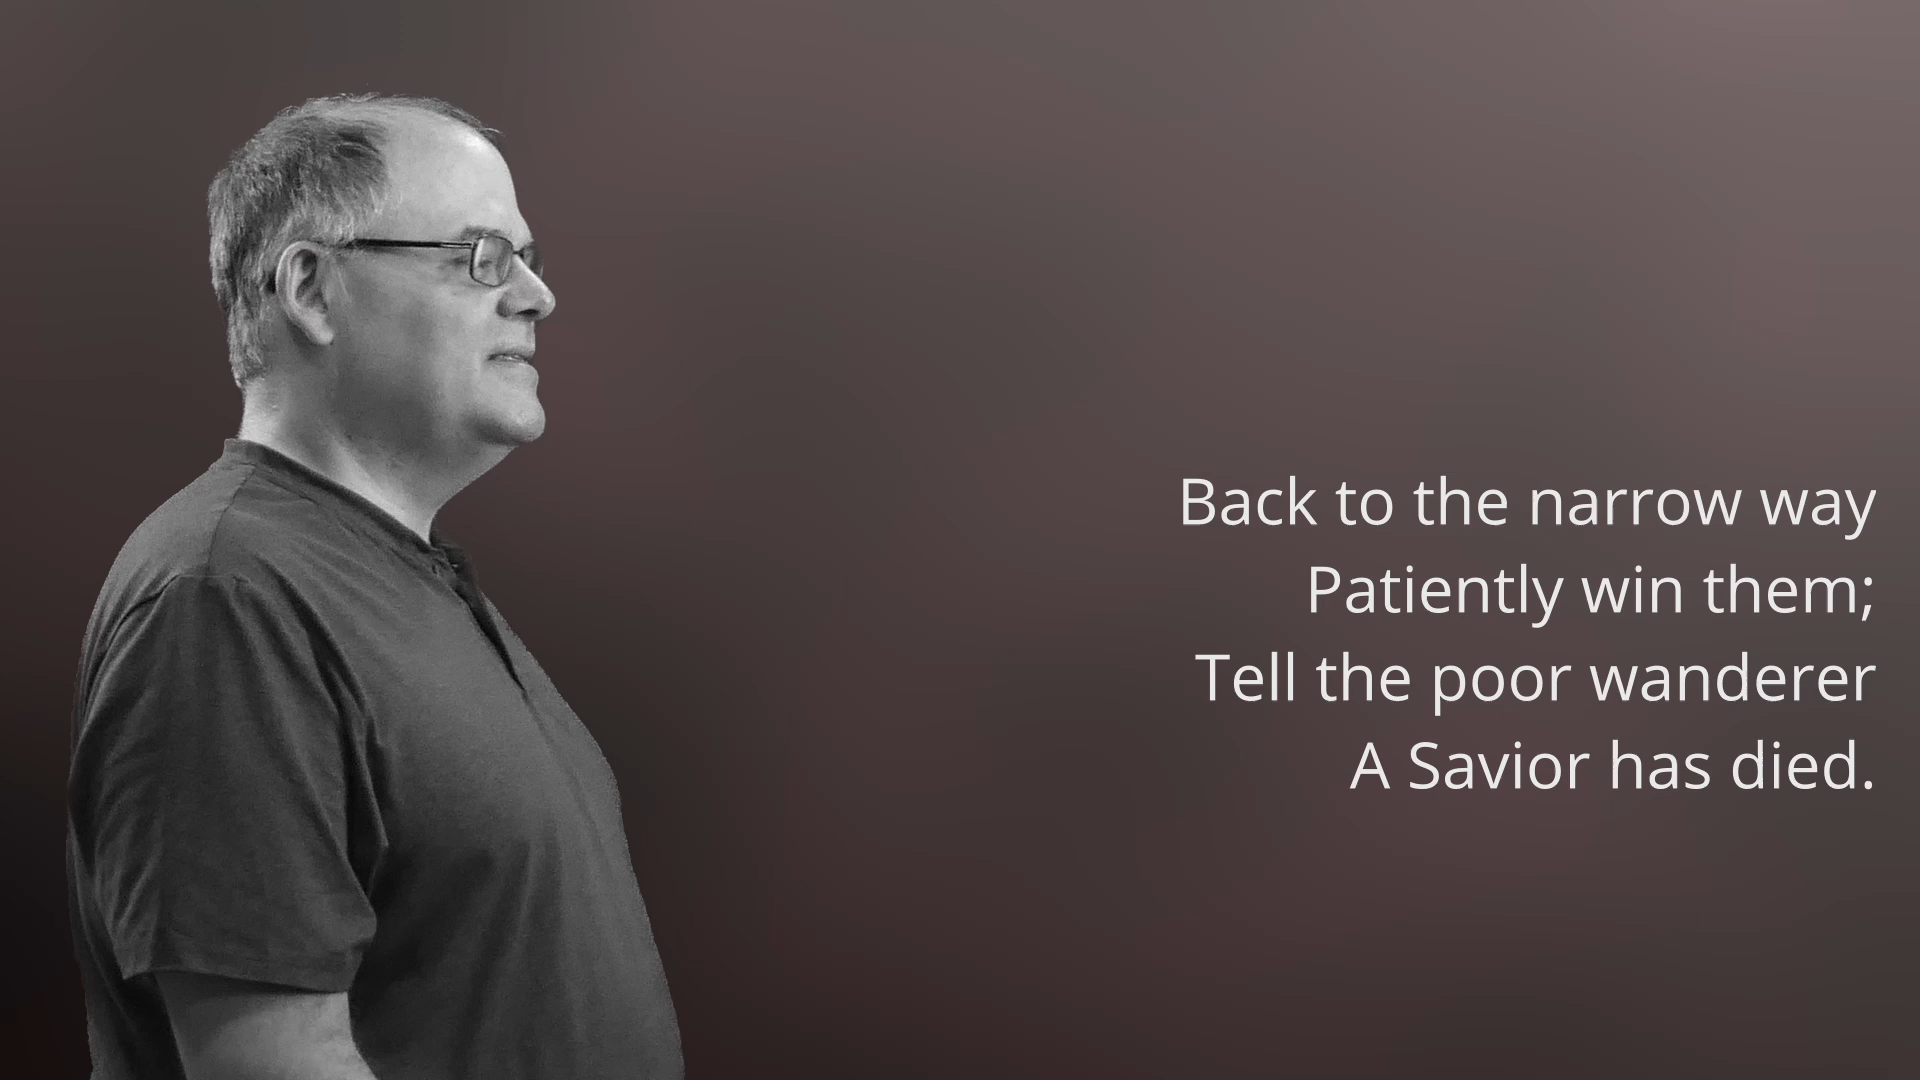 Back to the narrow way
Patiently win them;
Tell the poor wanderer
A Savior has died.